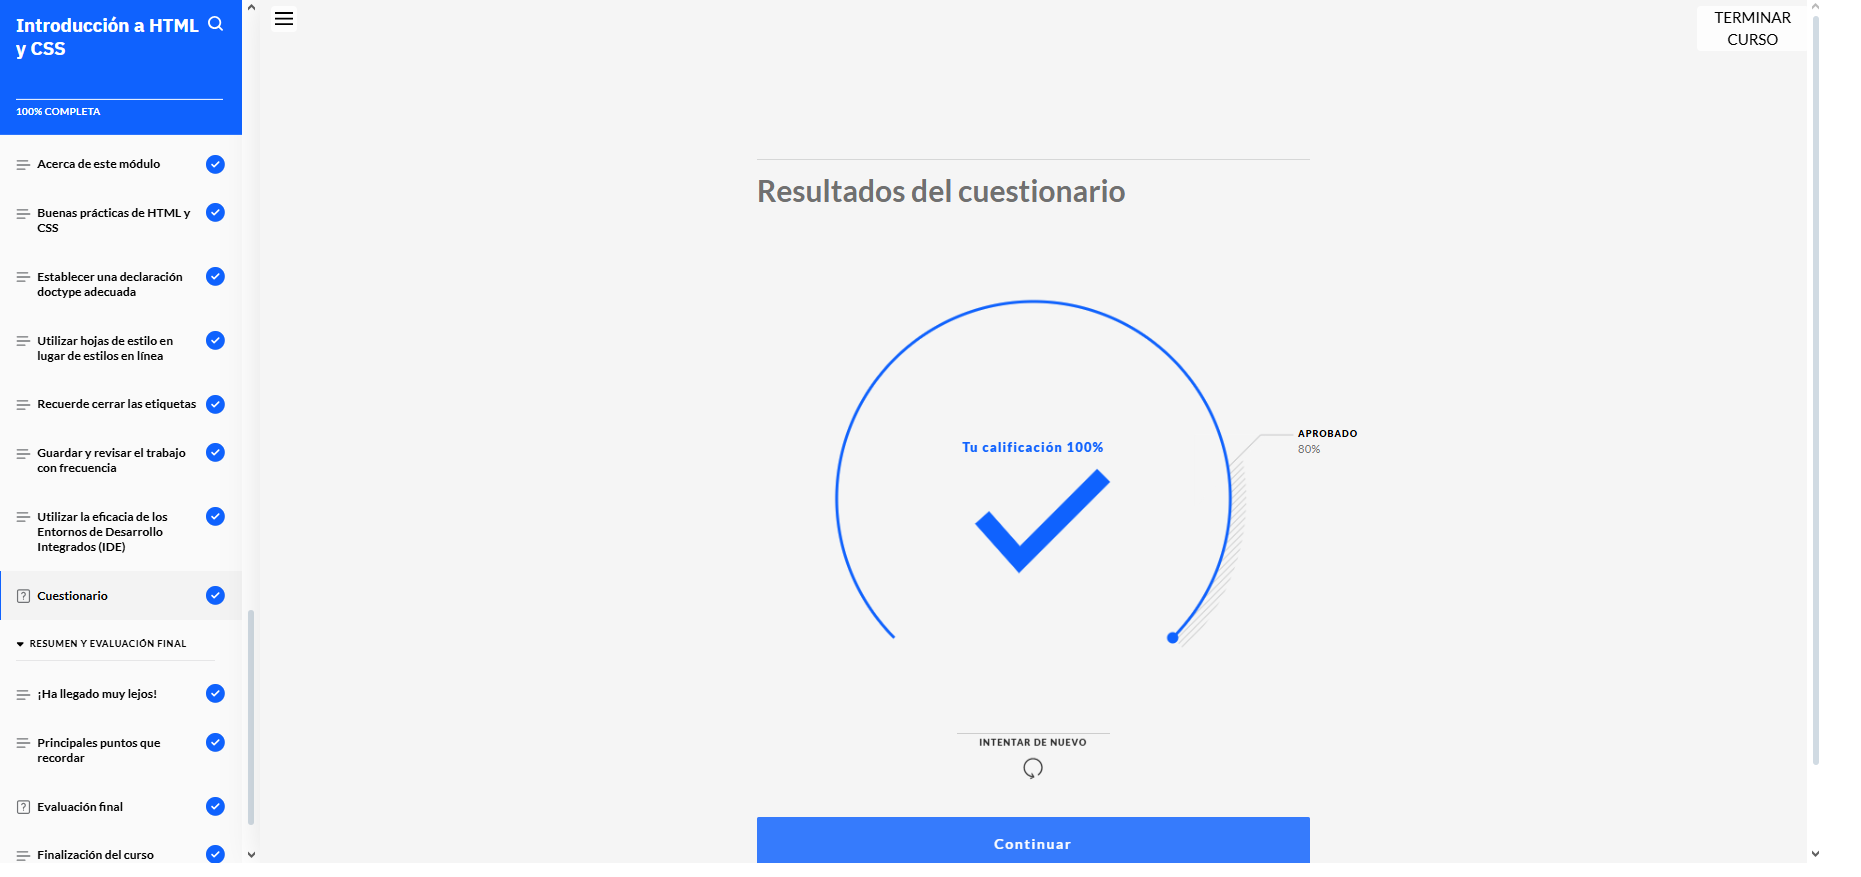 Introducción a HTML
y CSS
100% COMPLETA
Acerca de este módulo
Buenas prácticas de HTML y
CSS
Establecer una declaración
doctype adecuada
Utilizar hojas de estilo en
lugar de estilos en línea
Recuerde cerrar las etiquetas
Guardar y revisar el trabajo
con frecuencia
Utilizar la eficacia de los
Entornos de Desarrollo
Integrados (IDE)
Cuestionario
RESUMEN Y EVALUACIÓN FINAL
¡Ha llegado muy lejos!
Principales puntos que
recordar
Evaluación final
Finalización del curso
TERMINAR
CURSO
Resultados del cuestionario
Tu calificación 100%
APROBADO
80%
INTENTAR DE NUEVO
Continuar